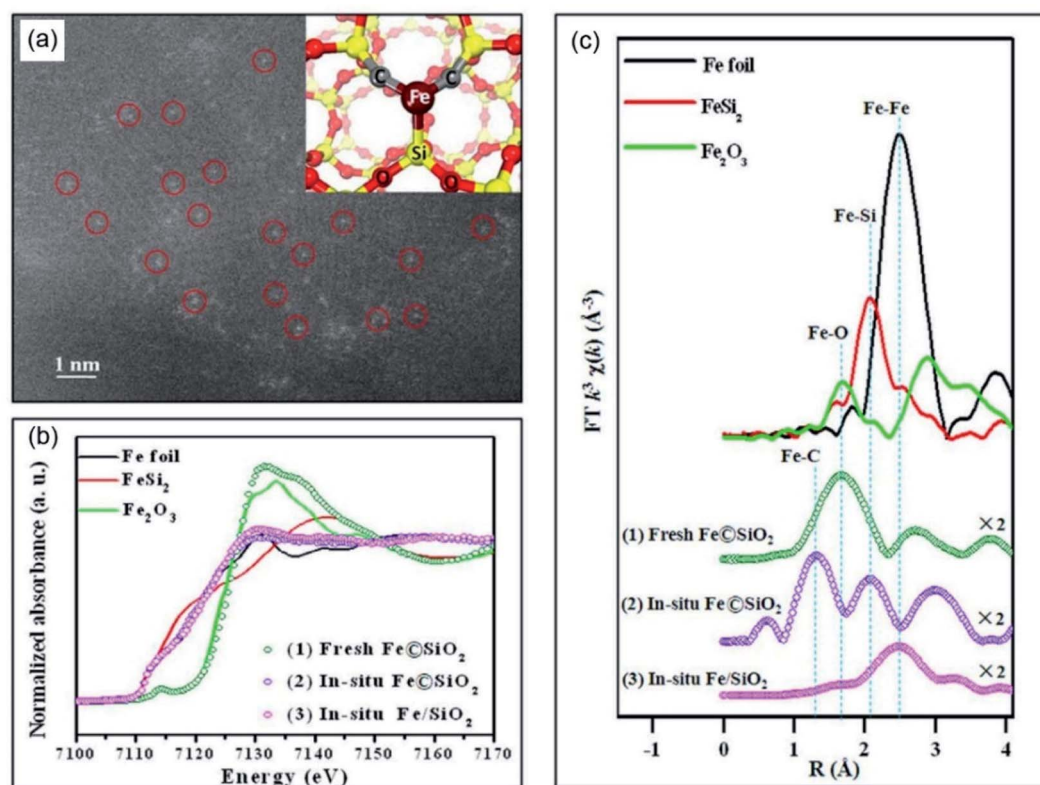 (a)
C
C
Fe
Si
O
O
1 nm
(b)
Fe foil
FeSi₂
Fe₂O₃
(1) Fresh Fe©SiO₂
(2) In-situ Fe©SiO₂
(3) In-situ Fe/SiO₂
Normalized absorbance (a. u.)
7100 7110 7120 7130 7140 7150 7160 7170
Energy (eV)
(c)
Fe foil
FeSi₂
Fe₂O₃
Fe-Fe
Fe-Si
Fe-O
Fe-C
FT k³ χ(k) (Å⁻³)
(1) Fresh Fe©SiO₂
×2
(2) In-situ Fe©SiO₂
×2
(3) In-situ Fe/SiO₂
×2
-1 0 1 2 3 4
R (Å)